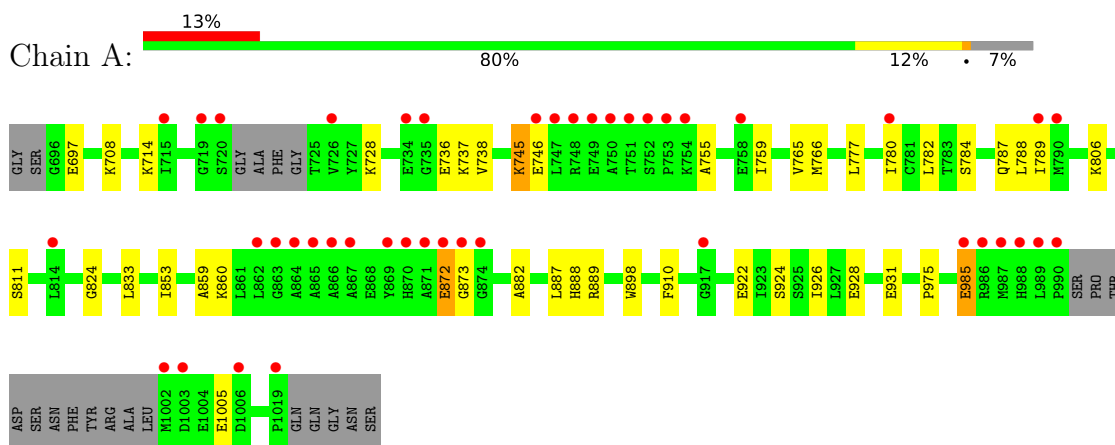 13%
Chain A:
80% 12% • 7%
GLY SER G696 E697 K708 K714 I715 G719 S720 GLY ALA PHE GLY T725 V726 Y727 K728 E734 G735 E736 K737 V738 K745 E746 L747 R748 E749 A750 T751 S752 P753 K754 A755 E758 I759 V765 M766 L777 I780 C781 L782 T783 S784 Q787 L788 I789 M790 K806
S811 L814 G824 L833 I853 A859 K860 L861 L862 G863 A864 A865 A866 A867 E868 Y869 H870 A871 E872 G873 G874 A882 L887 H888 R889 W898 F910 G917 E922 I923 S924 S925 I926 L927 E928 E931 P975 E985 R986 M987 H988 L989 P990 SER PRO THR
ASP SER ASN PHE TYR ARG ALA LEU M1002 D1003 E1004 E1005 D1006 P1019 GLN GLN GLY ASN SER